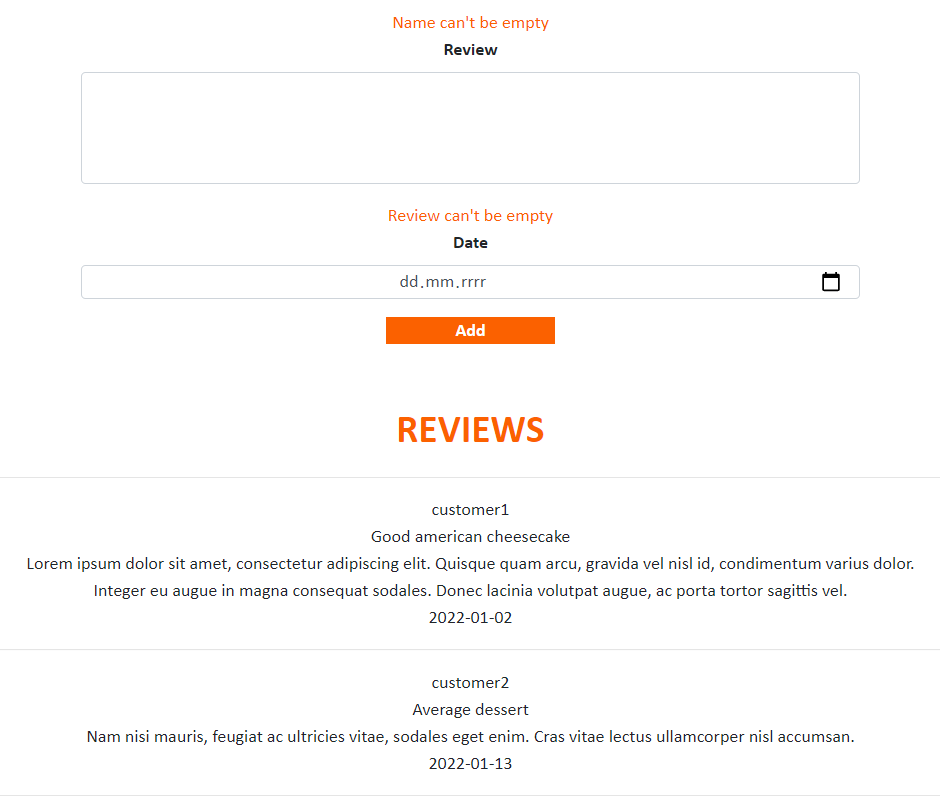 Name can't be empty
Review
Review can't be empty
Date
dd.mm.rrrr
Add
REVIEWS
customer1
Good american cheesecake
Lorem ipsum dolor sit amet, consectetur adipiscing elit. Quisque quam arcu, gravida vel nisl id, condimentum varius dolor.
Integer eu augue in magna consequat sodales. Donec lacinia volutpat augue, ac porta tortor sagittis vel.
2022-01-02
customer2
Average dessert
Nam nisi mauris, feugiat ac ultricies vitae, sodales eget enim. Cras vitae lectus ullamcorper nisl accumsan.
2022-01-13